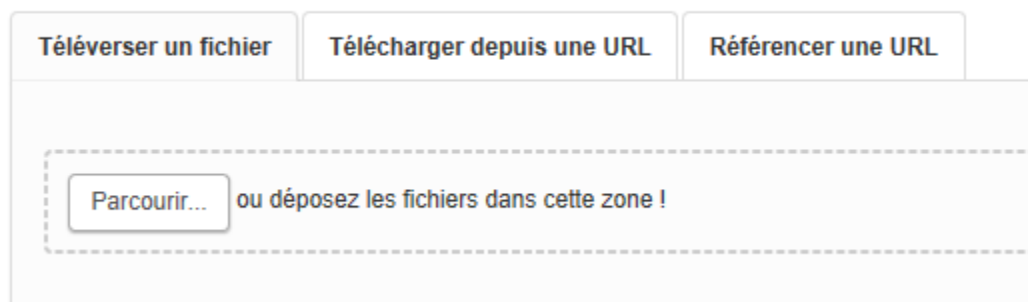 Téléverser un fichier Télécharger depuis une URL Référencer une URL
Parcourir... ou déposez les fichiers dans cette zone !